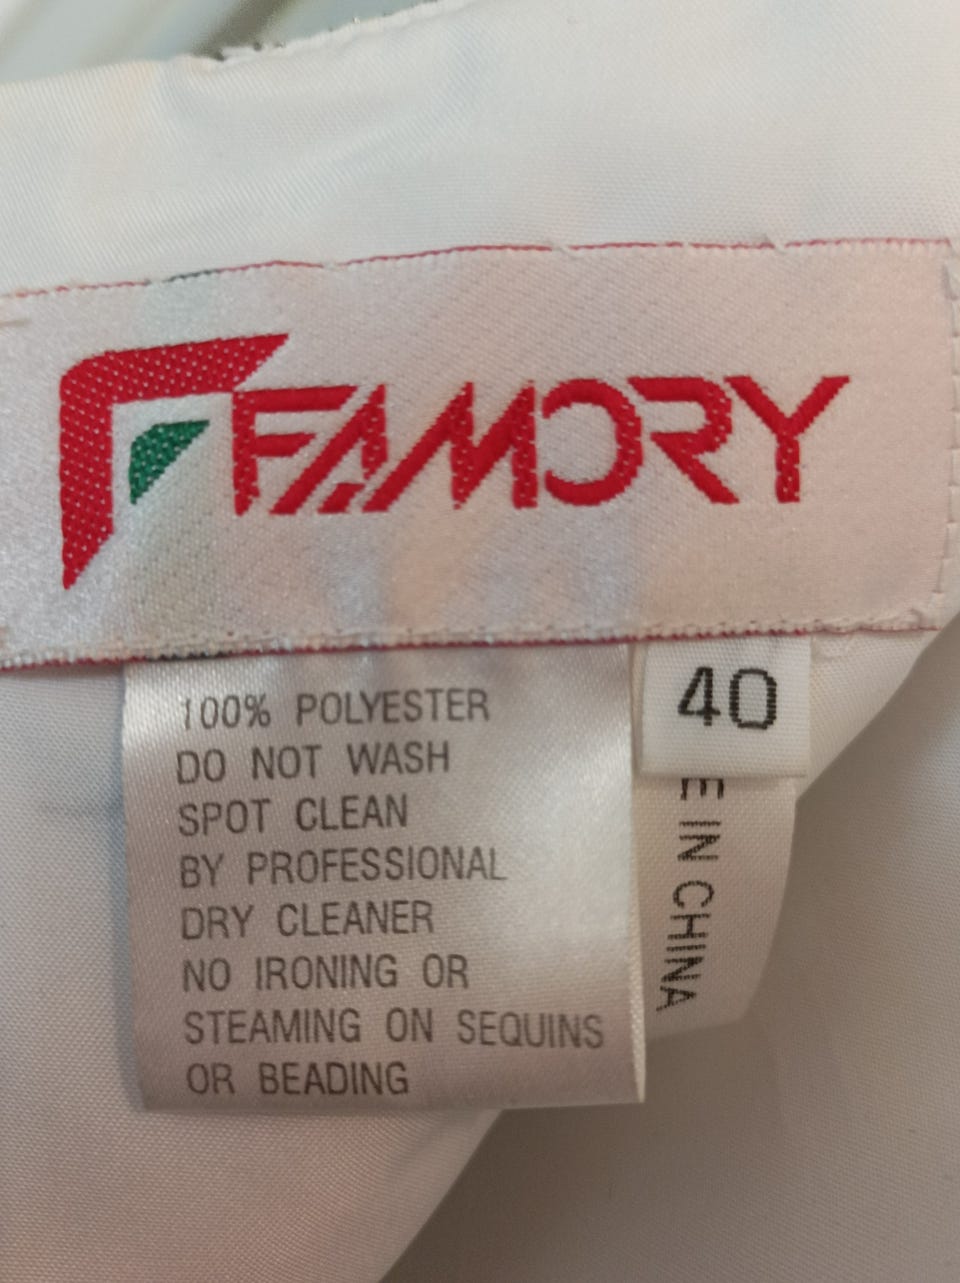 FAMORY
100% POLYESTER
DO NOT WASH
SPOT CLEAN
BY PROFESSIONAL
DRY CLEANER
NO IRONING OR
STEAMING ON SEQUINS
OR BEADING
40
E IN CHINA